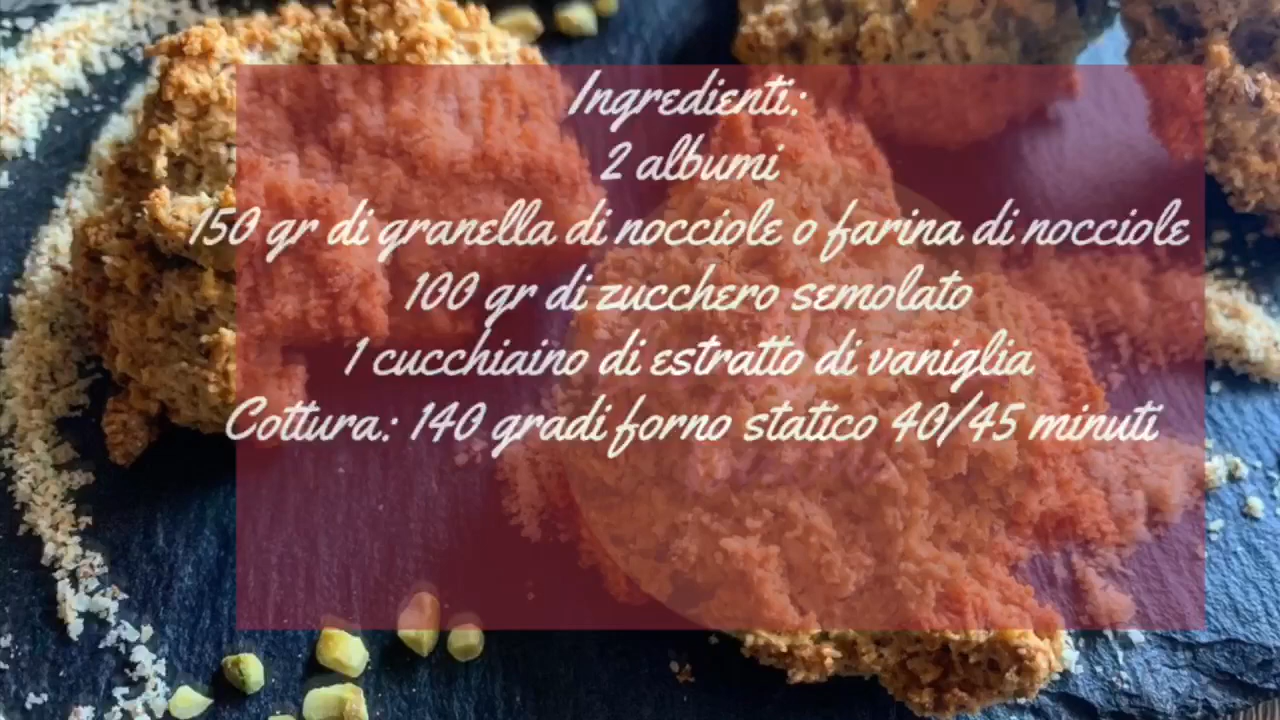 Ingredienti:
2 albumi
150 gr di granella di nocciole o farina di nocciole
100 gr di zucchero semolato
1 cucchiaino di estratto di vaniglia
Cottura: 140 gradi forno statico 40/45 minuti